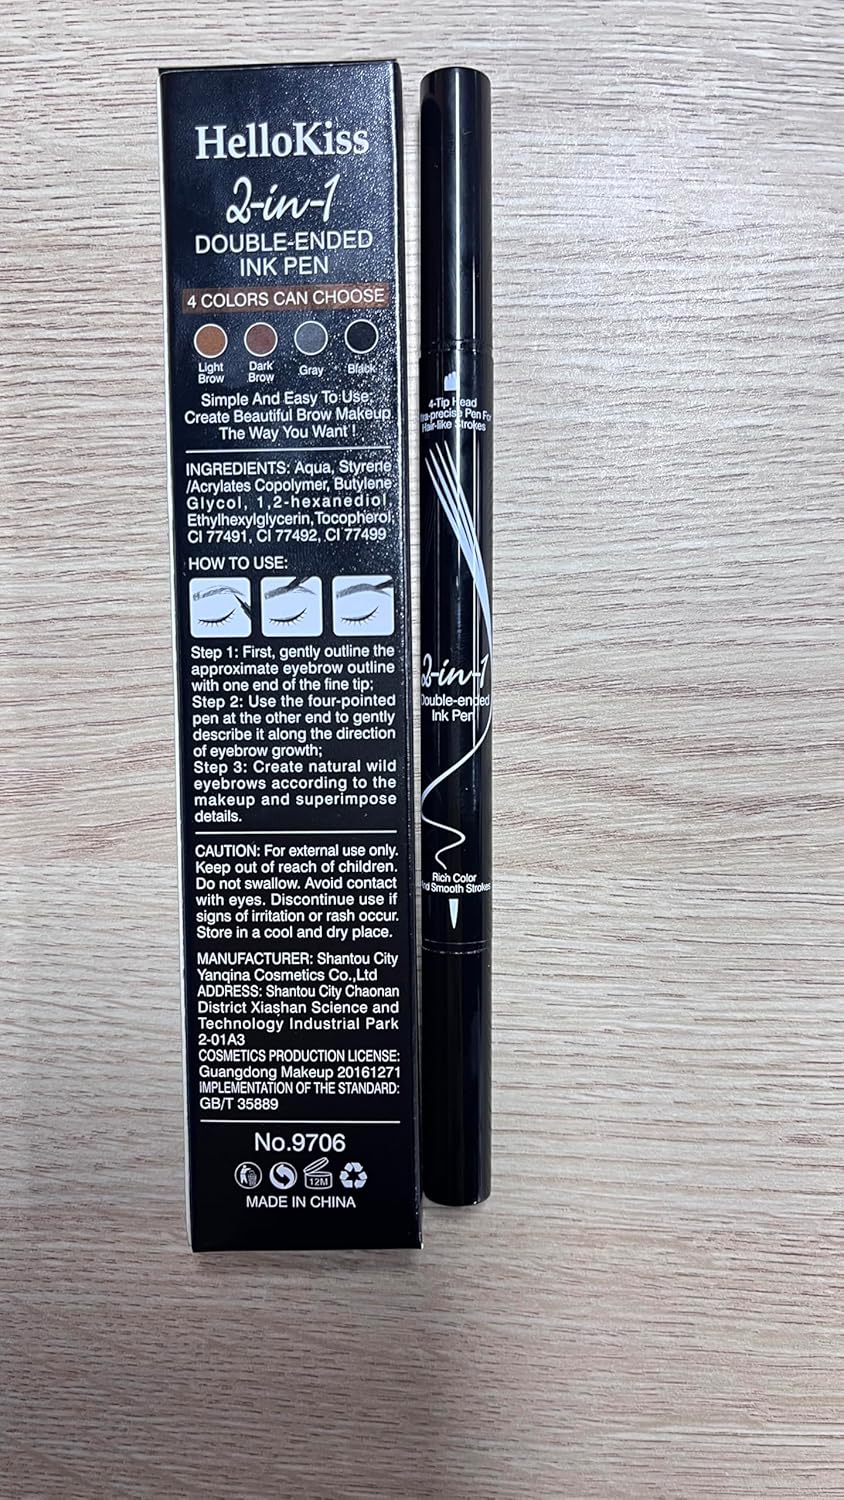 HelloKiss
2-in-1
DOUBLE-ENDED
INK PEN
4 COLORS CAN CHOOSE
Light
Brow
Dark
Brow
Gray
Black
Simple And Easy To Use,
Create Beautiful Brow Makeup
The Way You Want !
INGREDIENTS: Aqua, Styrene
/Acrylates Copolymer, Butylene
Glycol, 1,2-hexanediol,
Ethylhexylglycerin,Tocopherol,
CI 77491, CI 77492, CI 77499
HOW TO USE:
Step 1: First, gently outline the
approximate eyebrow outline
with one end of the fine tip;
Step 2: Use the four-pointed
pen at the other end to gently
describe it along the direction
of eyebrow growth;
Step 3: Create natural wild
eyebrows according to the
makeup and superimpose
details.
CAUTION: For external use only.
Keep out of reach of children.
Do not swallow. Avoid contact
with eyes. Discontinue use if
signs of irritation or rash occur.
Store in a cool and dry place.
MANUFACTURER: Shantou City
Yanqina Cosmetics Co.,Ltd
ADDRESS: Shantou City Chaonan
District Xiashan Science and
Technology Industrial Park
2-01A3
COSMETICS PRODUCTION LICENSE:
Guangdong Makeup 20161271
IMPLEMENTATION OF THE STANDARD:
GB/T 35889
No.9706
12M
MADE IN CHINA
4-Tip Head
tra-precise Pen For
Hair-like Strokes
2-in-1
Double-ended
Ink Pen
Rich Color
nd Smooth Strokes